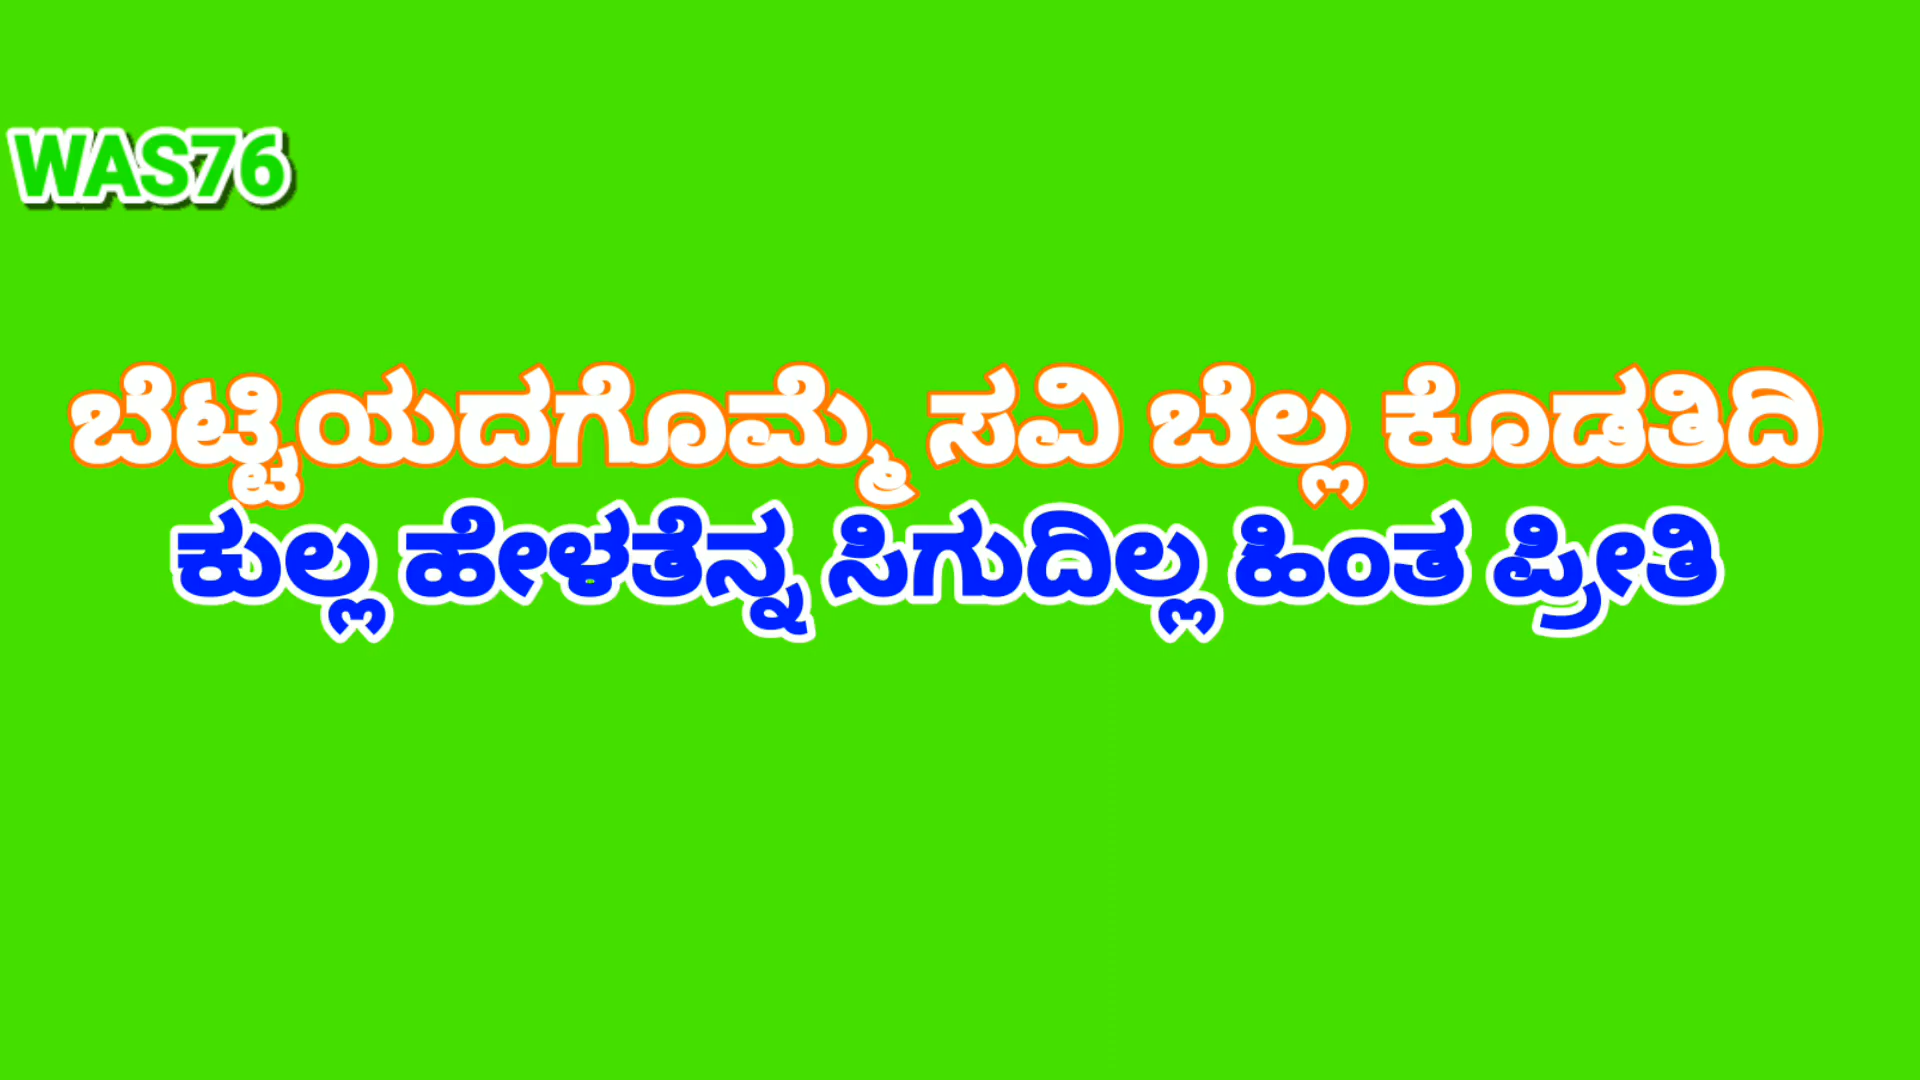 WAS76
ಬೆಟ್ಟಿಯದಗೊಮ್ಮೆ ಸವಿ ಬೆಲ್ಲ ಕೊಡತಿದಿ
ಕುಲ್ಲ ಹೇಳತೆನ್ನ ಸಿಗುದಿಲ್ಲ ಹಿಂತ ಪ್ರೀತಿ